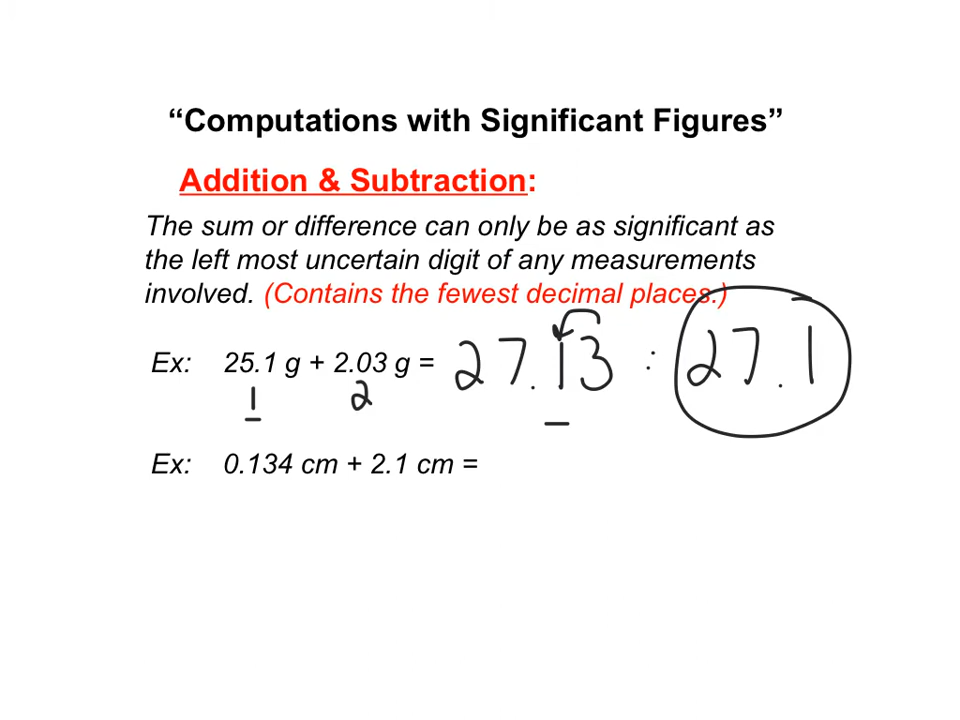 “Computations with Significant Figures”
Addition & Subtraction:
The sum or difference can only be as significant as
the left most uncertain digit of any measurements
involved. (Contains the fewest decimal places.)
Ex: 25.1 g + 2.03 g = 27.13 : 27.1
1 2
Ex: 0.134 cm + 2.1 cm =